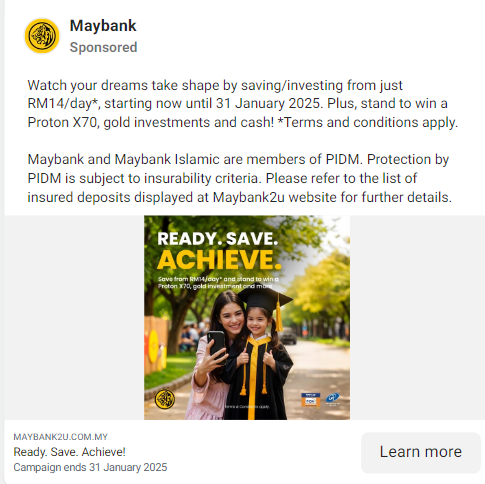 Maybank
Sponsored
Watch your dreams take shape by saving/investing from just
RM14/day*, starting now until 31 January 2025. Plus, stand to win a
Proton X70, gold investments and cash! *Terms and conditions apply.
Maybank and Maybank Islamic are members of PIDM. Protection by
PIDM is subject to insurability criteria. Please refer to the list of
insured deposits displayed at Maybank2u website for further details.
READY. SAVE.
ACHIEVE.
Save from RM14/day* and stand to win a
Proton X70, gold investment and more
Terms & Conditions apply.
MAYBANK2U.COM.MY
Ready. Save. Achieve!
Campaign ends 31 January 2025
Learn more